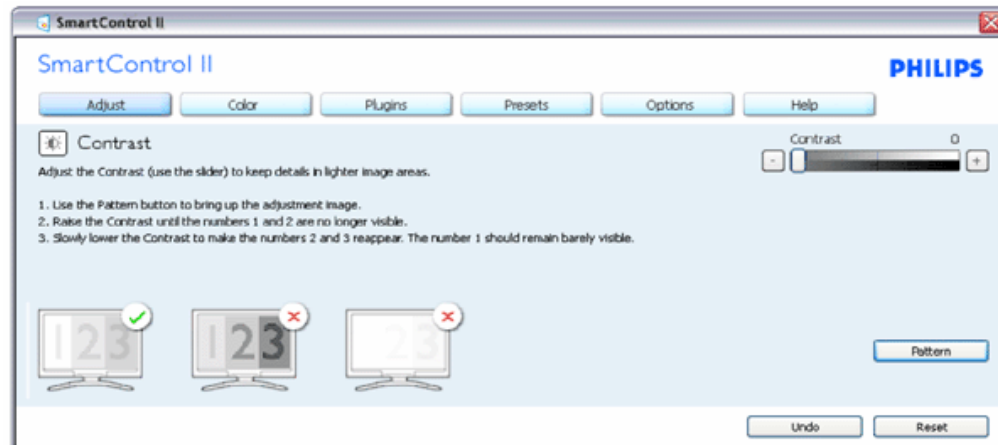 SmartControl II
SmartControl II
PHILIPS
Adjust Color Plugins Presets Options Help
Contrast
Contrast 0
Adjust the Contrast (use the slider) to keep details in lighter image areas.
- +
1. Use the Pattern button to bring up the adjustment image.
2. Raise the Contrast until the numbers 1 and 2 are no longer visible.
3. Slowly lower the Contrast to make the numbers 2 and 3 reappear. The number 1 should remain barely visible.
123 123 23
Pattern
Undo Reset